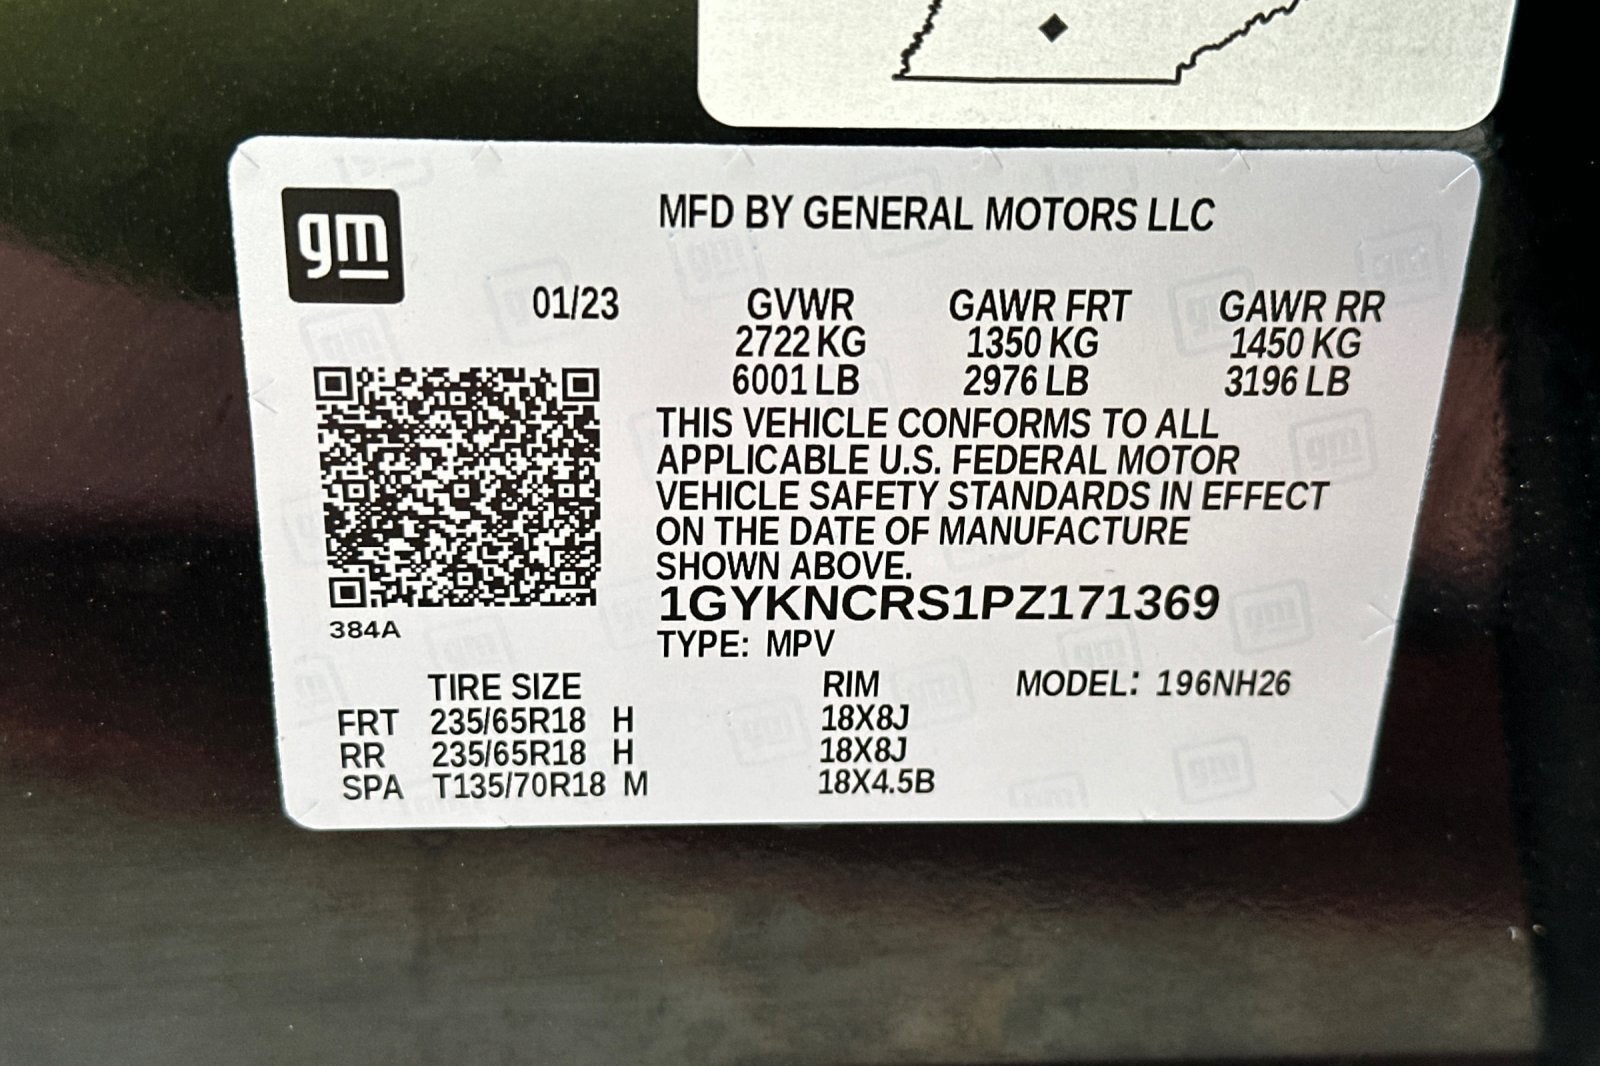 gm
MFD BY GENERAL MOTORS LLC
01/23 GVWR GAWR FRT GAWR RR
2722 KG 1350 KG 1450 KG
6001 LB 2976 LB 3196 LB
THIS VEHICLE CONFORMS TO ALL
APPLICABLE U.S. FEDERAL MOTOR
VEHICLE SAFETY STANDARDS IN EFFECT
ON THE DATE OF MANUFACTURE
SHOWN ABOVE.
1GYKNCRS1PZ171369
384A
TYPE: MPV
TIRE SIZE RIM MODEL: 196NH26
FRT 235/65R18 H 18X8J
RR 235/65R18 H 18X8J
SPA T135/70R18 M 18X4.5B